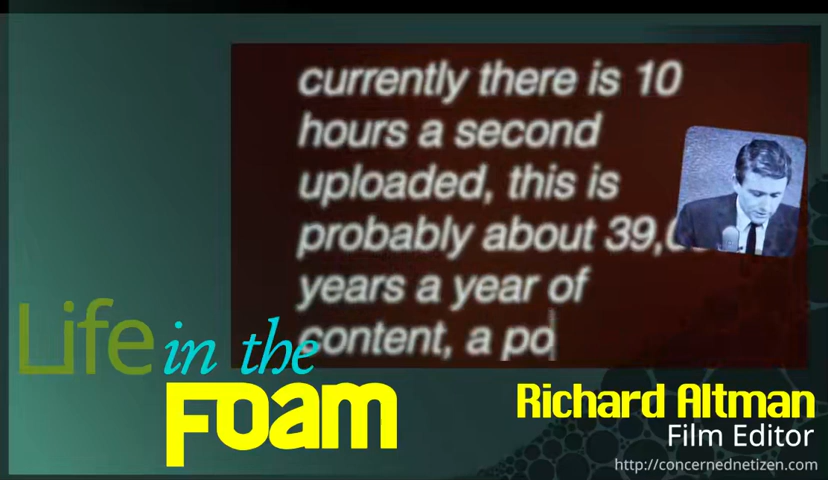 currently there is 10
hours a second
uploaded, this is
probably about 39,
years a year of
content, a po
Life in the
Foam
Richard Altman
Film Editor
http://concernednetizen.com